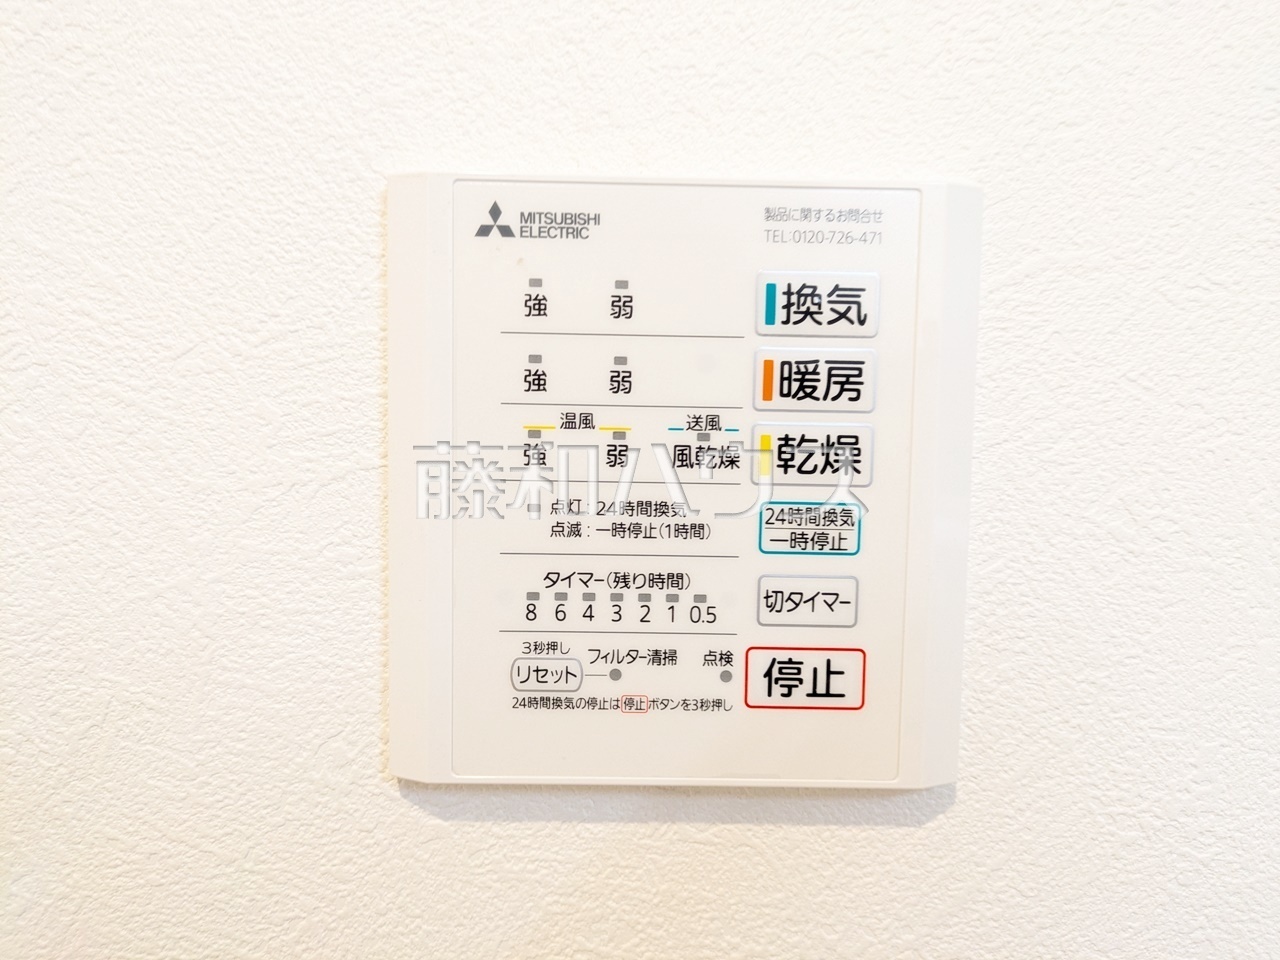 MITSUBISHI
ELECTRIC
製品に関するお問合せ
TEL:0120-726-471
強 弱 換気
強 弱 暖房
温風 送風
強 弱 風乾燥 乾燥
藤和ハウス
点灯：24時間換気
点滅：一時停止(1時間)
24時間換気
一時停止
タイマー(残り時間)
8 6 4 3 2 1 0.5
切タイマー
3秒押し
リセット フィルター清掃 点検
停止
24時間換気の停止は停止ボタンを3秒押し